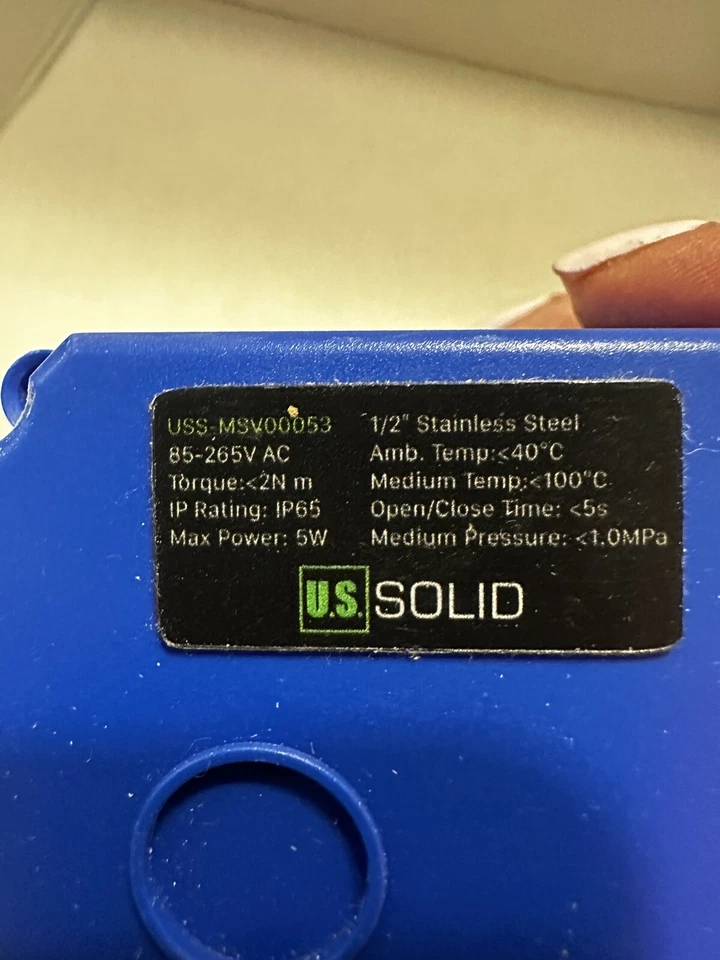 USS-MSV00053
85-265V AC
Torque:<2N m
IP Rating: IP65
Max Power: 5W
1/2" Stainless Steel
Amb. Temp:<40°C
Medium Temp:<100°C
Open/Close Time: <5s
Medium Pressure: <1.0MPa
U.S. SOLID